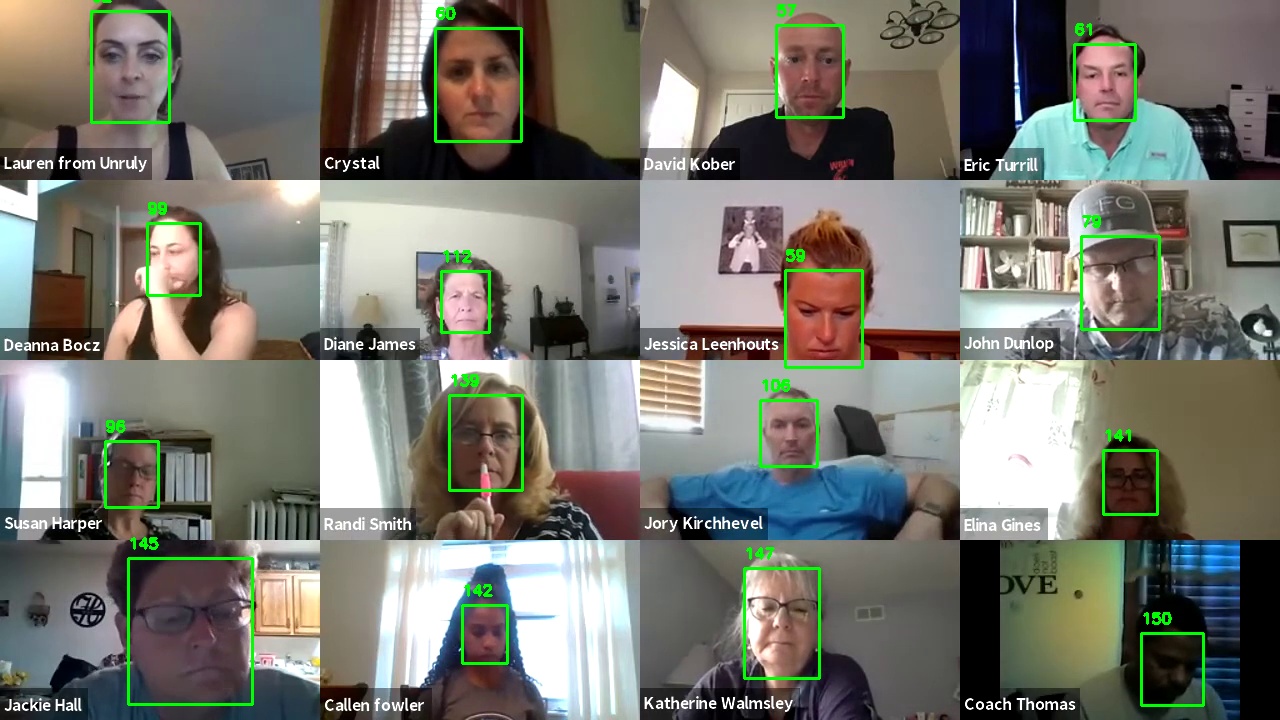 60
61
Lauren from Unruly
Crystal
David Kober
Eric Turrill
99
112
59
LFG
79
Deanna Bocz
Diane James
Jessica Leenhouts
John Dunlop
96
139
106
141
Susan Harper
Randi Smith
Jory Kirchhevel
Elina Gines
145
142
147
OVE
150
Jackie Hall
Callen fowler
Katherine Walmsley
Coach Thomas